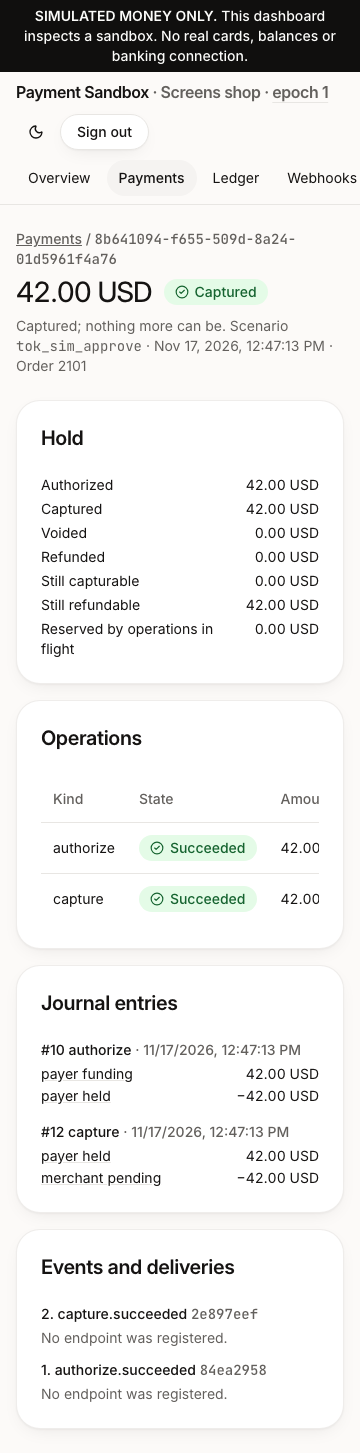 SIMULATED MONEY ONLY. This dashboard
inspects a sandbox. No real cards, balances or
banking connection.
Payment Sandbox · Screens shop · epoch 1
Sign out
Overview Payments Ledger Webhooks
Payments / 8b641094-f655-509d-8a24-
01d5961f4a76
42.00 USD Captured
Captured; nothing more can be. Scenario
tok_sim_approve · Nov 17, 2026, 12:47:13 PM ·
Order 2101
Hold
Authorized 42.00 USD
Captured 42.00 USD
Voided 0.00 USD
Refunded 0.00 USD
Still capturable 0.00 USD
Still refundable 42.00 USD
Reserved by operations in 0.00 USD
flight
Operations
Kind State Amou
authorize Succeeded 42.00
capture Succeeded 42.00
Journal entries
#10 authorize · 11/17/2026, 12:47:13 PM
payer funding 42.00 USD
payer held −42.00 USD
#12 capture · 11/17/2026, 12:47:13 PM
payer held 42.00 USD
merchant pending −42.00 USD
Events and deliveries
2. capture.succeeded 2e897eef
No endpoint was registered.
1. authorize.succeeded 84ea2958
No endpoint was registered.